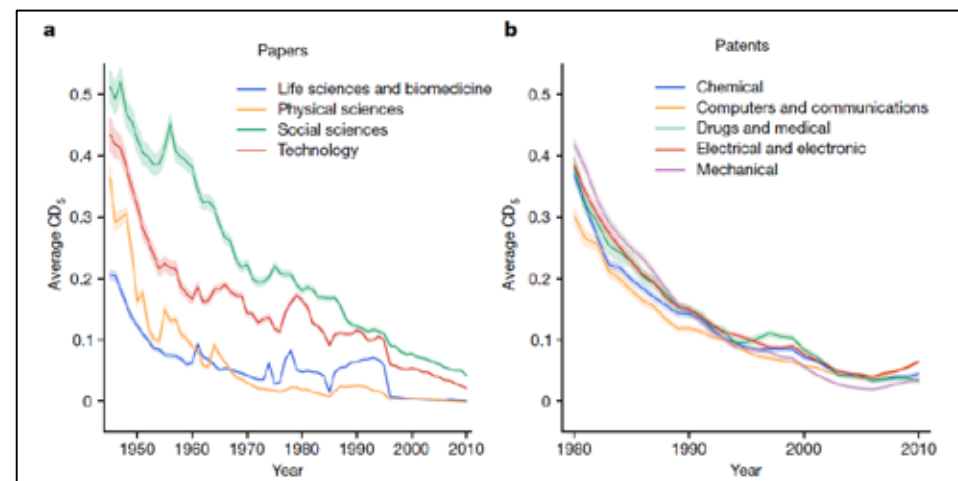 a
Papers
Life sciences and biomedicine
Physical sciences
Social sciences
Technology
Average CD5
0.5
0.4
0.3
0.2
0.1
0
1950 1960 1970 1980 1990 2000 2010
Year
b
Patents
Chemical
Computers and communications
Drugs and medical
Electrical and electronic
Mechanical
Average CD5
0.5
0.4
0.3
0.2
0.1
0
1980 1990 2000 2010
Year